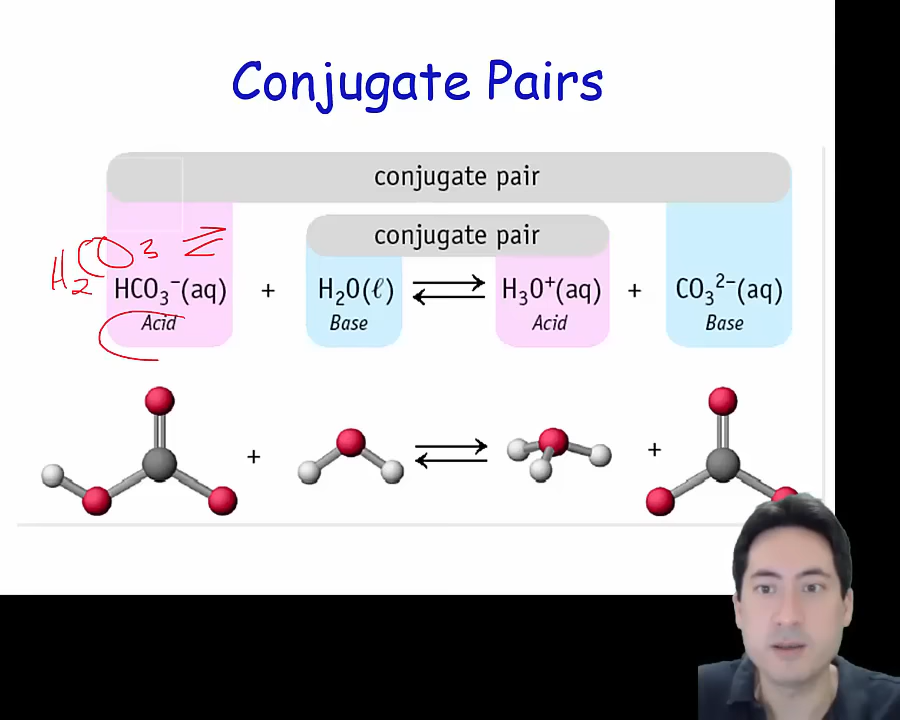 Conjugate Pairs
conjugate pair
conjugate pair
H₂CO₃ ⇌
HCO₃⁻(aq) + H₂O(ℓ) ⇌ H₃O⁺(aq) + CO₃²⁻(aq)
Acid Base Acid Base
+ ⇌ +